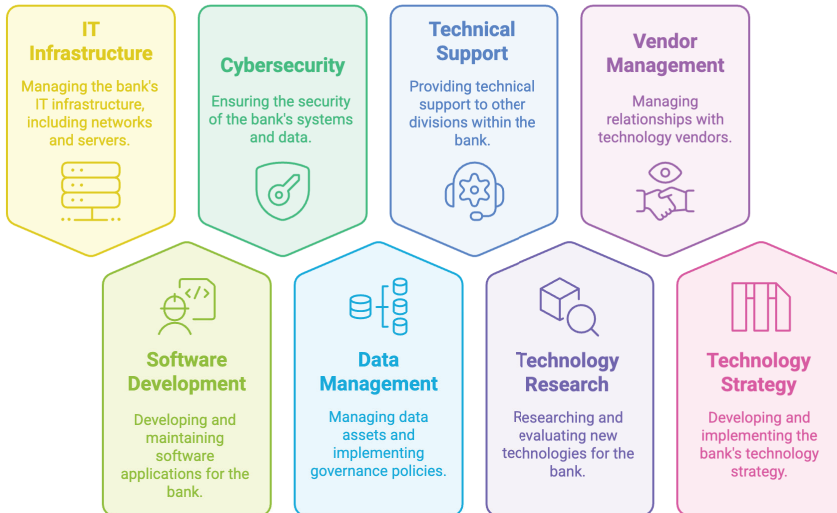 IT
Infrastructure
Managing the bank's
IT infrastructure,
including networks
and servers.
Cybersecurity
Ensuring the security
of the bank's systems
and data.
Technical
Support
Providing technical
support to other
divisions within the
bank.
Vendor
Management
Managing
relationships with
technology vendors.
</>
Software
Development
Developing and
maintaining
software
applications for the
bank.
Data
Management
Managing data
assets and
implementing
governance policies.
Technology
Research
Researching and
evaluating new
technologies for the
bank.
Technology
Strategy
Developing and
implementing the
bank's technology
strategy.